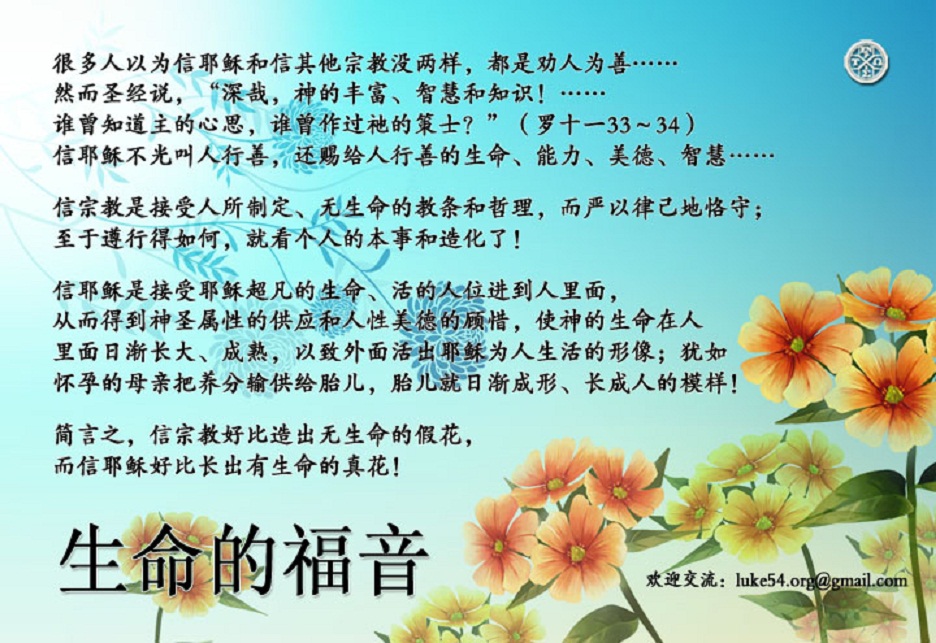 很多人以为信耶稣和信其他宗教没两样，都是劝人为善……
然而圣经说，“深哉，神的丰富、智慧和知识！……
谁曾知道主的心思，谁曾作过祂的策士？”（罗十一33～34）
信耶稣不光叫人行善，还赐给人行善的生命、能力、美德、智慧……
信宗教是接受人所制定、无生命的教条和哲理，而严以律己地恪守；
至于遵行得如何，就看个人的本事和造化了！
信耶稣是接受耶稣超凡的生命、活的人位进到人里面，
从而得到神圣属性的供应和人性美德的顾惜，使神的生命在人
里面日渐长大、成熟，以致外面活出耶稣为人生活的形像；犹如
怀孕的母亲把养分输供给胎儿，胎儿就日渐成形、长成人的模样！
简言之，信宗教好比造出无生命的假花，
而信耶稣好比长出有生命的真花！
生命的福音
欢迎交流：luke54.org@gmail.com